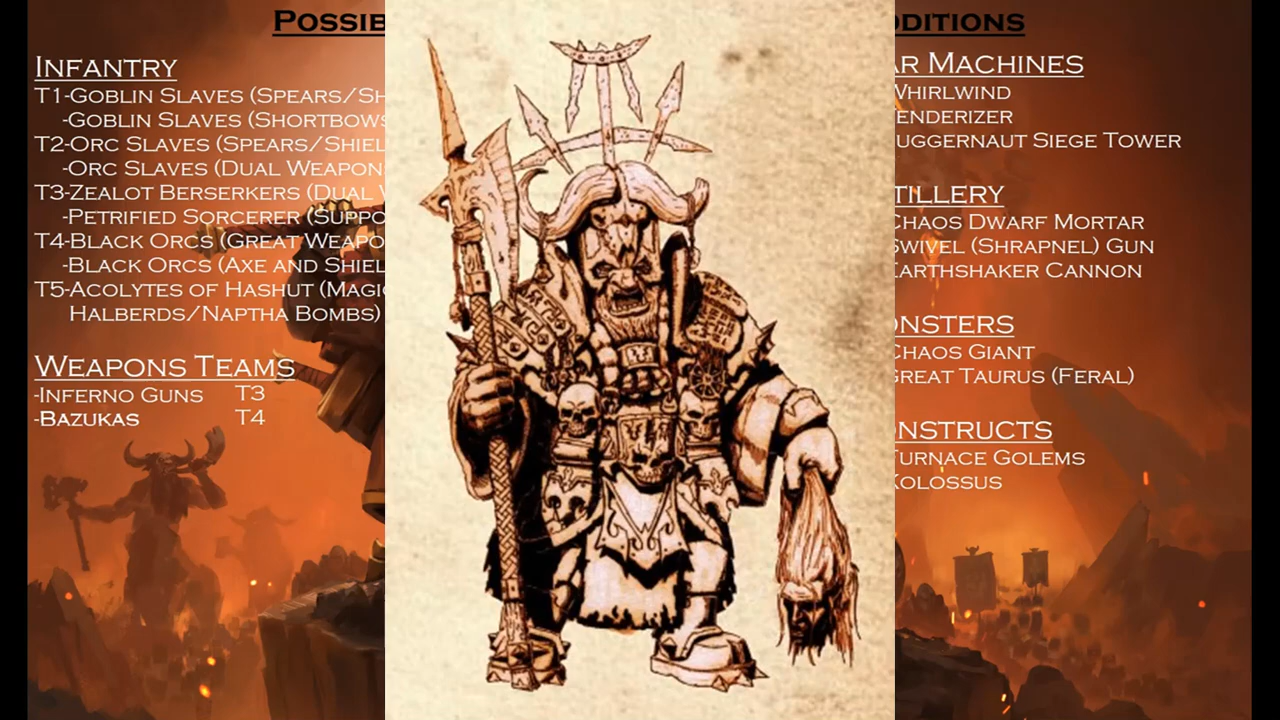 POSSIB
DDITIONS
INFANTRY
T1-GOBLIN SLAVES (SPEARS/SH
-GOBLIN SLAVES (SHORTBOWS
T2-ORC SLAVES (SPEARS/SHIEL
-ORC SLAVES (DUAL WEAPON
T3-ZEALOT BERSERKERS (DUAL W
-PETRIFIED SORCERER (SUPPO
T4-BLACK ORCS (GREAT WEAPO
-BLACK ORCS (AXE AND SHIEL
T5-ACOLYTES OF HASHUT (MAGIC
HALBERDS/NAPTHA BOMBS)
WEAPONS TEAMS
-INFERNO GUNS T3
-BAZUKAS T4
AR MACHINES
WHIRLWIND
ENDERIZER
UGGERNAUT SIEGE TOWER
TILLERY
CHAOS DWARF MORTAR
SWIVEL (SHRAPNEL) GUN
EARTHSHAKER CANNON
ONSTERS
CHAOS GIANT
GREAT TAURUS (FERAL)
ONSTRUCTS
FURNACE GOLEMS
KOLOSSUS